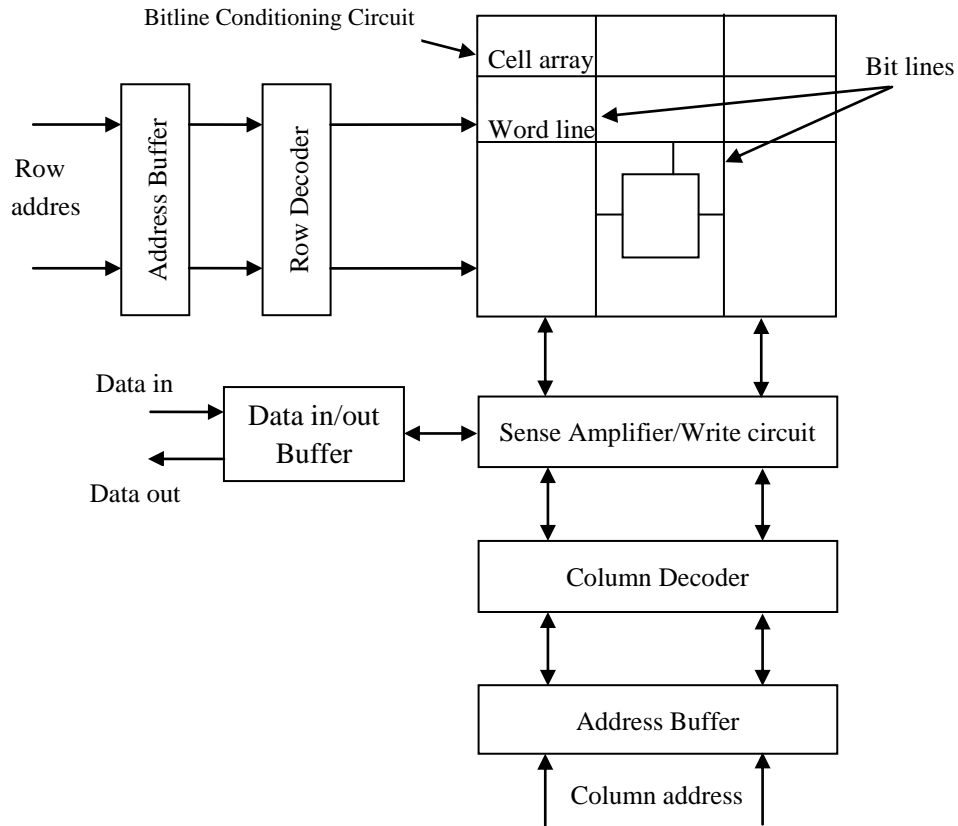 Bitline Conditioning Circuit
Cell array
Bit lines
Word line
Row
addres
Address Buffer
Row Decoder
Data in
Data in/out
Buffer
Data out
Sense Amplifier/Write circuit
Column Decoder
Address Buffer
Column address